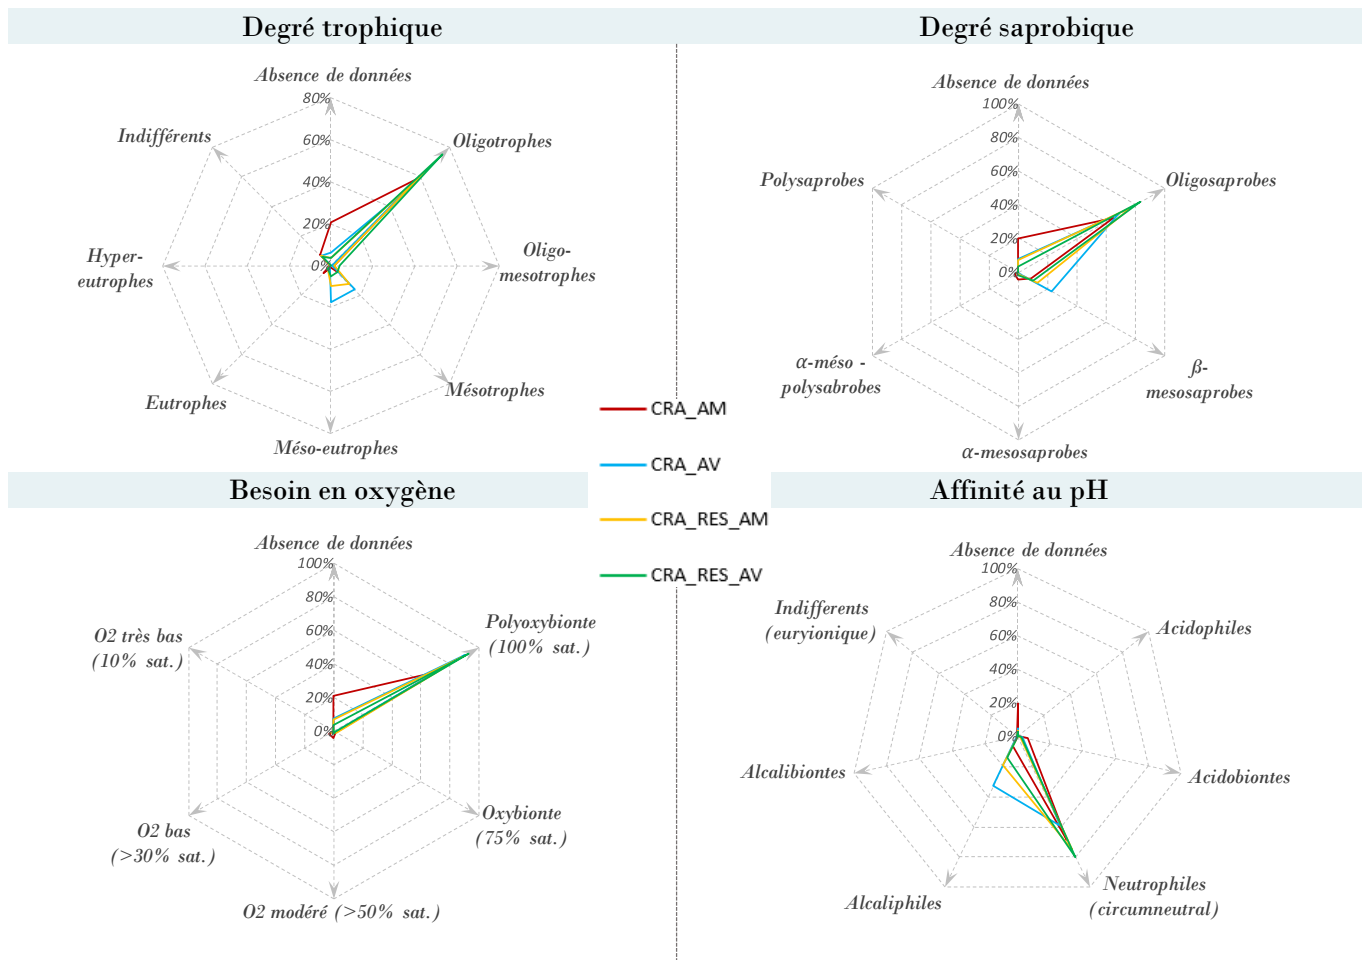 Degré trophique
Absence de données
80%
60%
40%
20%
0%
Indifférents
Oligotrophes
Hyper-
eutrophes
Oligo-
mesotrophes
Eutrophes
Mésotrophes
Méso-eutrophes
Degré saprobique
Absence de données
100%
80%
60%
40%
20%
0%
Polysaprobes
Oligosaprobes
α-méso -
polysabrobes
β-
mesosaprobes
α-mesosaprobes
CRA_AM
CRA_AV
CRA_RES_AM
CRA_RES_AV
Besoin en oxygène
Absence de données
100%
80%
60%
40%
20%
0%
O2 très bas
(10% sat.)
Polyoxybionte
(100% sat.)
O2 bas
(>30% sat.)
Oxybionte
(75% sat.)
O2 modéré (>50% sat.)
Affinité au pH
Absence de données
100%
80%
60%
40%
20%
0%
Indifferents
(euryionique)
Acidophiles
Alcalibiontes
Acidobiontes
Alcaliphiles
Neutrophiles
(circumneutral)